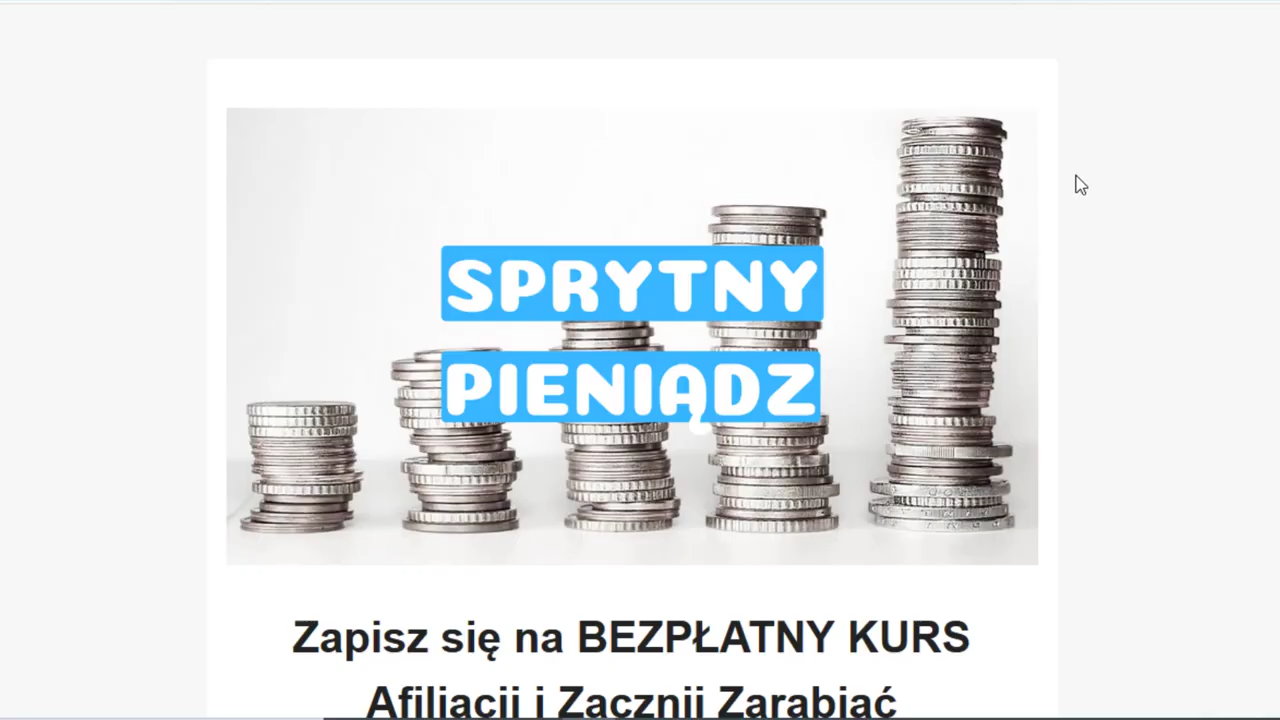 SPRYTNY
PIENIĄDZ
Zapisz się na BEZPŁATNY KURS
Afiliacji i Zacznij Zarabiać